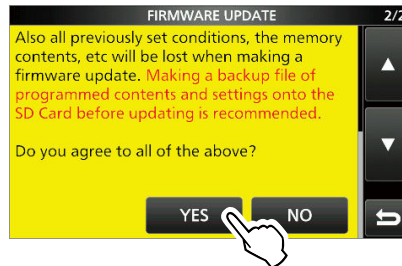 FIRMWARE UPDATE 2/2
Also all previously set conditions, the memory
contents, etc will be lost when making a
firmware update. Making a backup file of
programmed contents and settings onto the
SD Card before updating is recommended.
Do you agree to all of the above?
YES NO